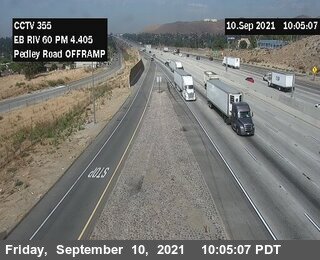 CCTV 355
EB RIV 60 PM 4.405
Pedley Road OFFRAMP
10.Sep 2021 10:05:07
STOP
Friday, September 10, 2021 10:05:07 PDT